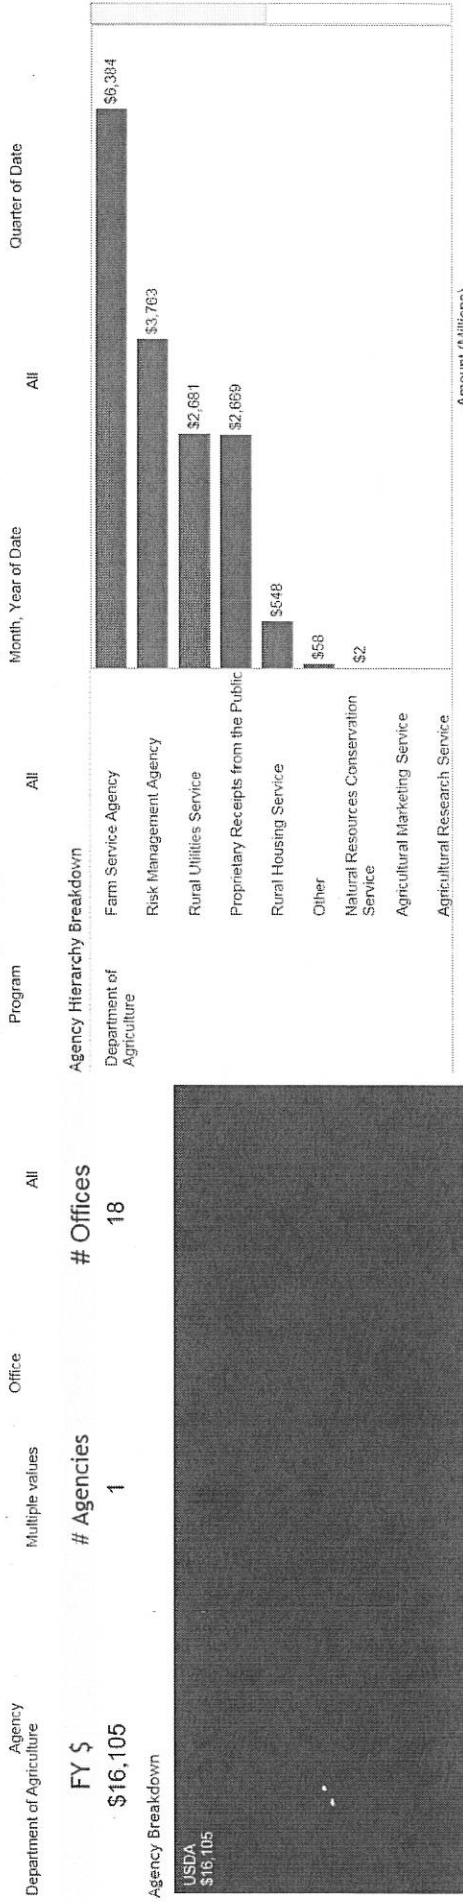 Agency
Office
Program
Month, Year of Date
Quarter of Date
Department of Agriculture
Multiple values
All
All
All
FY $
# Agencies
# Offices
$16,105
1
18
Agency Breakdown
USDA
$16,105
Agency Hierarchy Breakdown
Department of
Agriculture
Farm Service Agency
$6,384
Risk Management Agency
$3,763
Rural Utilities Service
$2,681
Proprietary Receipts from the Public
$2,669
Rural Housing Service
$548
Other
$58
Natural Resources Conservation
Service
$2
Agricultural Marketing Service
Agricultural Research Service
Amount (Millions)